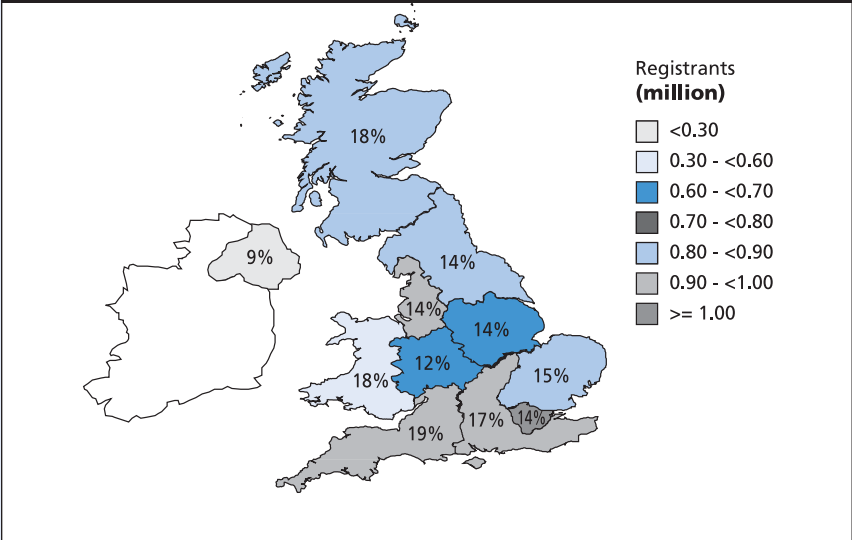 Registrants
(million)
<0.30
0.30 - <0.60
0.60 - <0.70
0.70 - <0.80
0.80 - <0.90
0.90 - <1.00
>= 1.00
18%
9%
14%
14%
14%
12%
18%
15%
14%
17%
19%